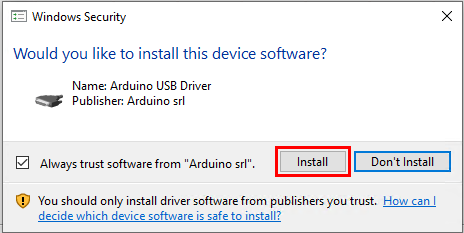 Windows Security
Would you like to install this device software?
Name: Arduino USB Driver
Publisher: Arduino srl
Always trust software from "Arduino srl".
Install
Don't Install
You should only install driver software from publishers you trust. How can I
decide which device software is safe to install?